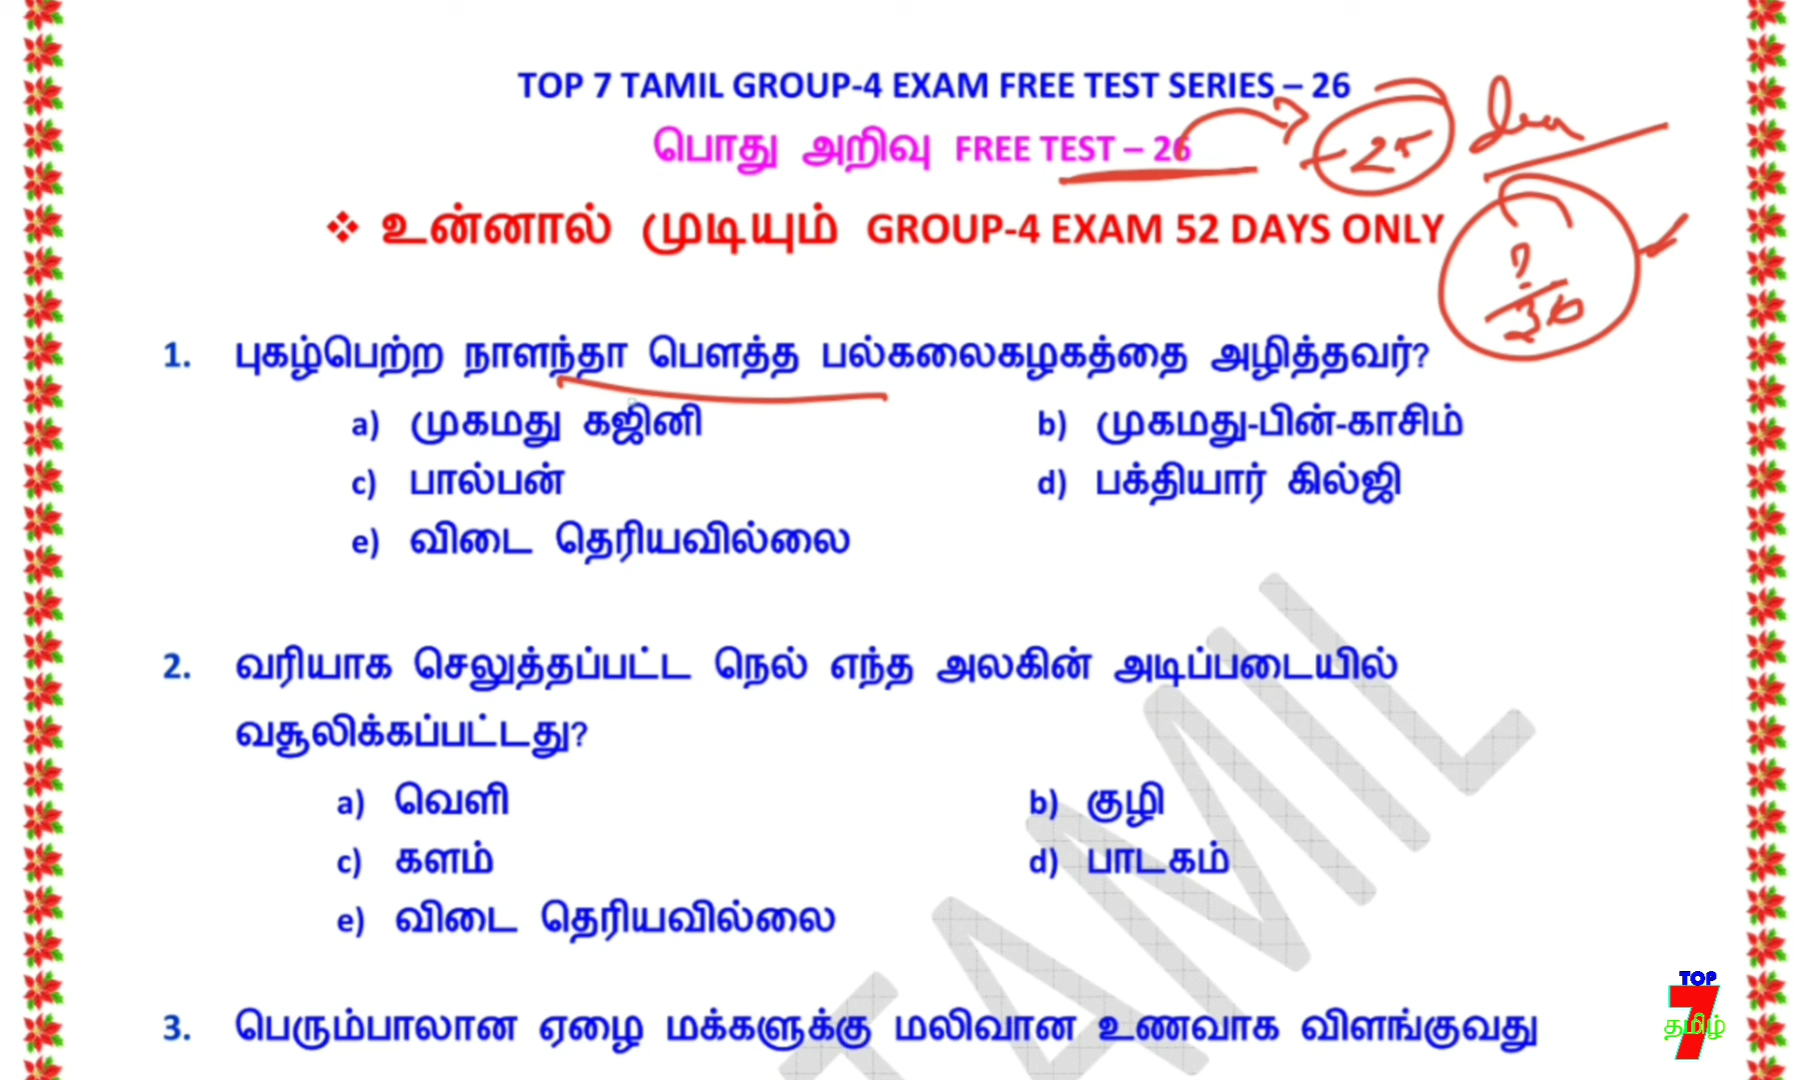 TOP 7 TAMIL GROUP-4 EXAM FREE TEST SERIES – 26
பொது அறிவு FREE TEST – 26
25
❖ உன்னால் முடியும் GROUP-4 EXAM 52 DAYS ONLY
?
30
1. புகழ்பெற்ற நாளந்தா பௌத்த பல்கலைகழகத்தை அழித்தவர்?
a) முகமது கஜினி b) முகமது-பின்-காசிம்
c) பால்பன் d) பக்தியார் கில்ஜி
e) விடை தெரியவில்லை
2. வரியாக செலுத்தப்பட்ட நெல் எந்த அலகின் அடிப்படையில்
வசூலிக்கப்பட்டது?
a) வெளி b) குழி
c) களம் d) பாடகம்
e) விடை தெரியவில்லை
3. பெரும்பாலான ஏழை மக்களுக்கு மலிவான உணவாக விளங்குவது
TAMIL
TOP
7
தமிழ்